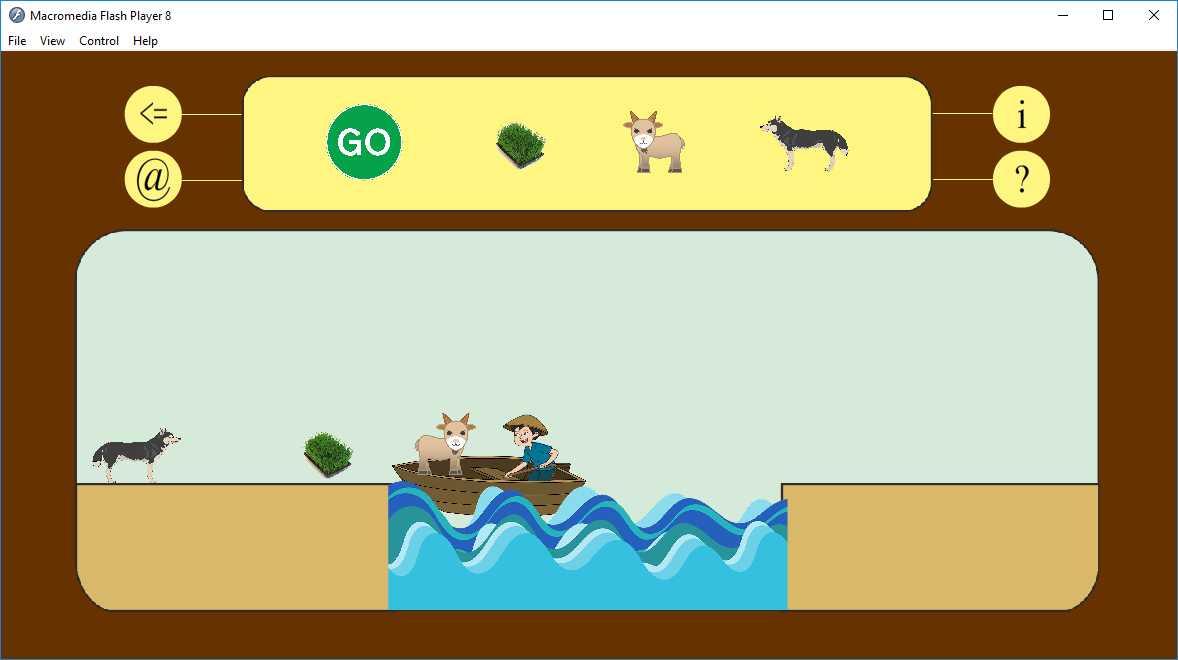 Macromedia Flash Player 8
File View Control Help
<= GO i
@ ?